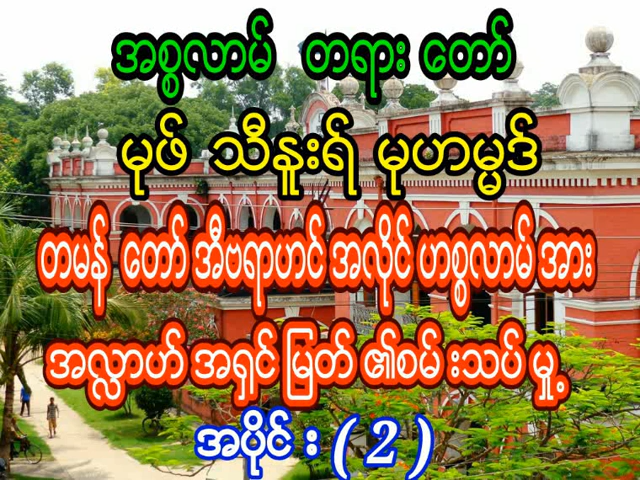 အစ္စလာမ် တရား တော်
မုဖ် သီနူးရ် မုဟမ္မဒ်
တမန် တော် အီဗရာဟင် အလိုင် ဟစ္စလာမ် အား
အလ္လာဟ် အရှင် မြတ် ၏စမ် းသပ် မှု့
အပိုင် း ( 2 )